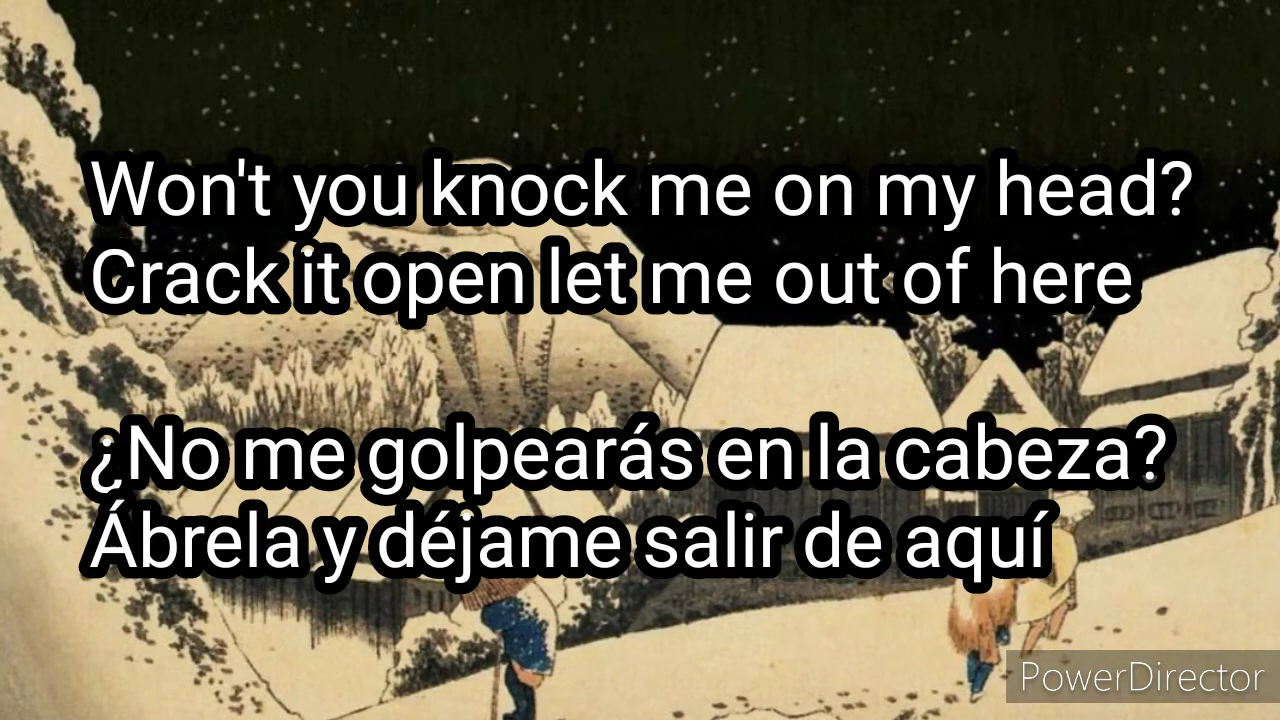 Won't you knock me on my head?
Crack it open let me out of here
¿No me golpearás en la cabeza?
Ábrela y déjame salir de aquí
PowerDirector